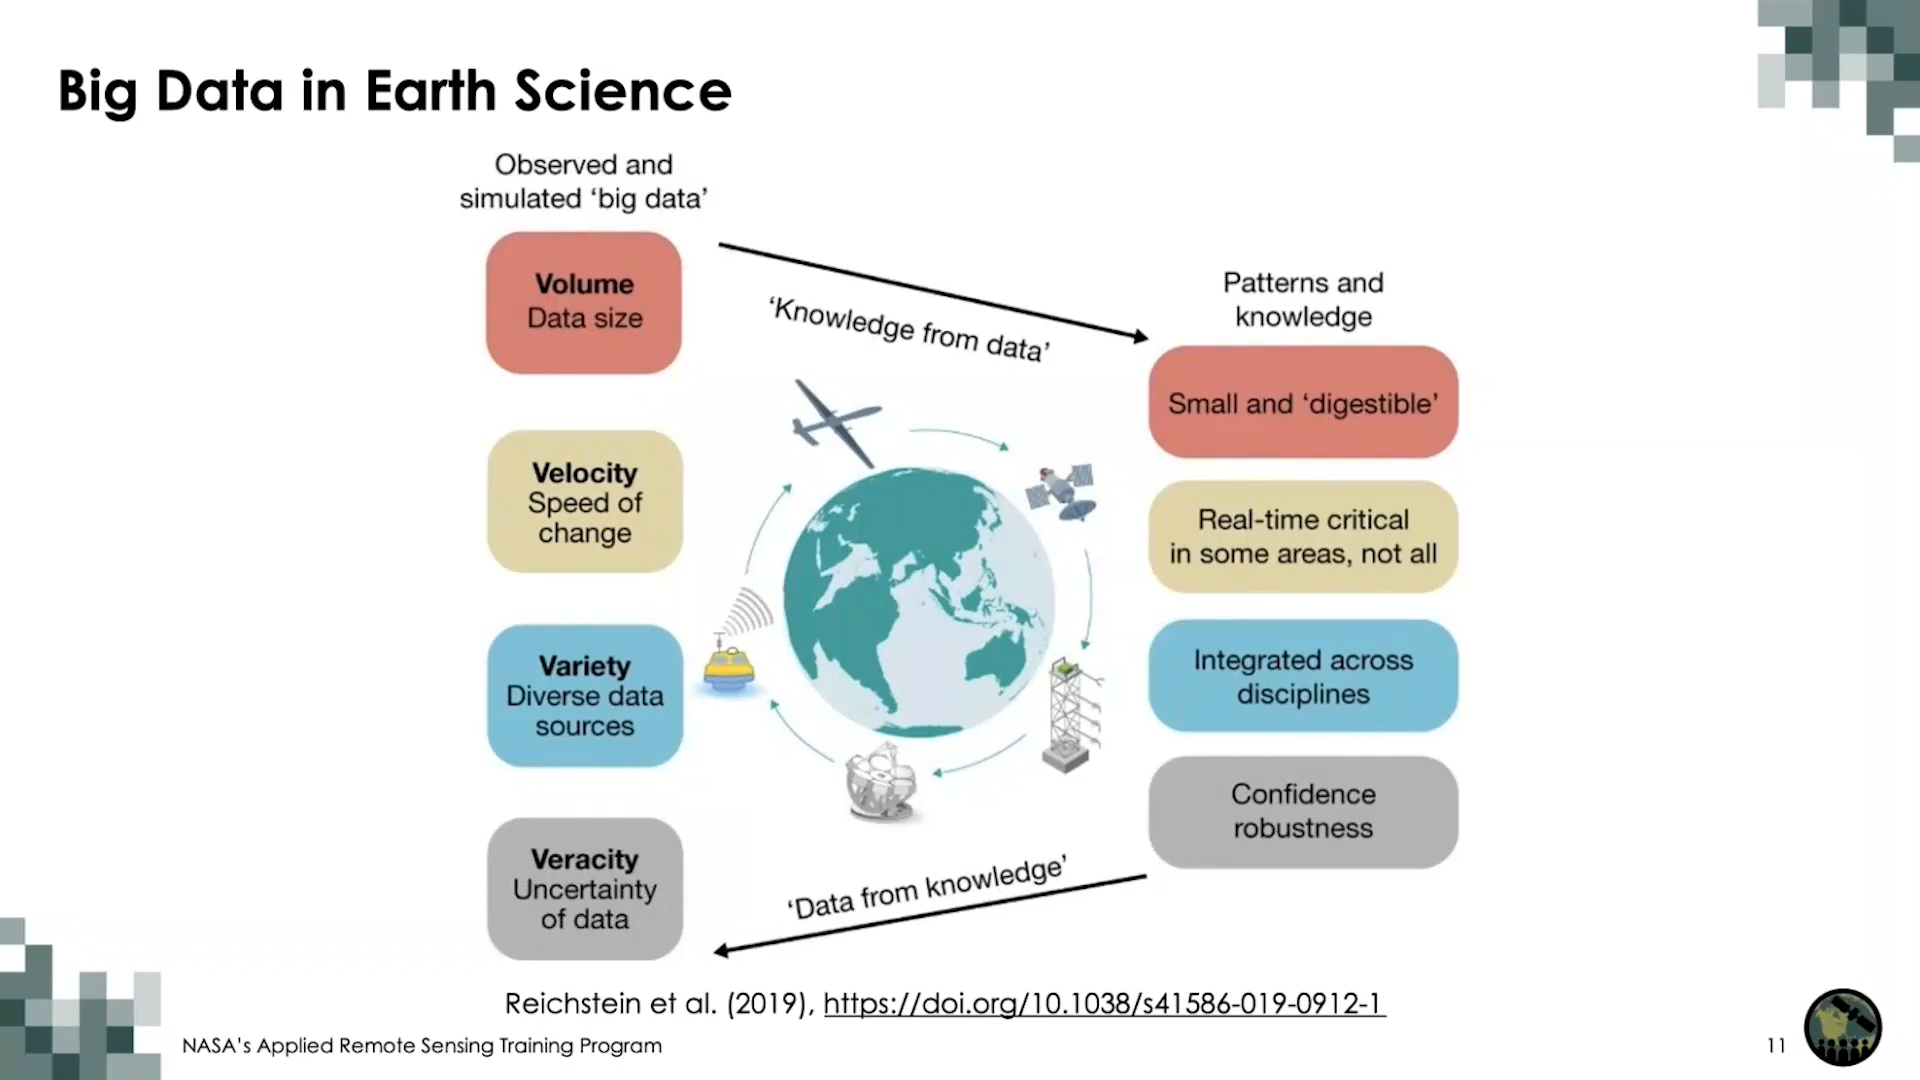 Big Data in Earth Science
Observed and
simulated ‘big data’
Volume
Data size
Velocity
Speed of
change
Variety
Diverse data
sources
Veracity
Uncertainty
of data
‘Knowledge from data’
‘Data from knowledge’
Patterns and
knowledge
Small and ‘digestible’
Real-time critical
in some areas, not all
Integrated across
disciplines
Confidence
robustness
Reichstein et al. (2019), https://doi.org/10.1038/s41586-019-0912-1
NASA’s Applied Remote Sensing Training Program
11